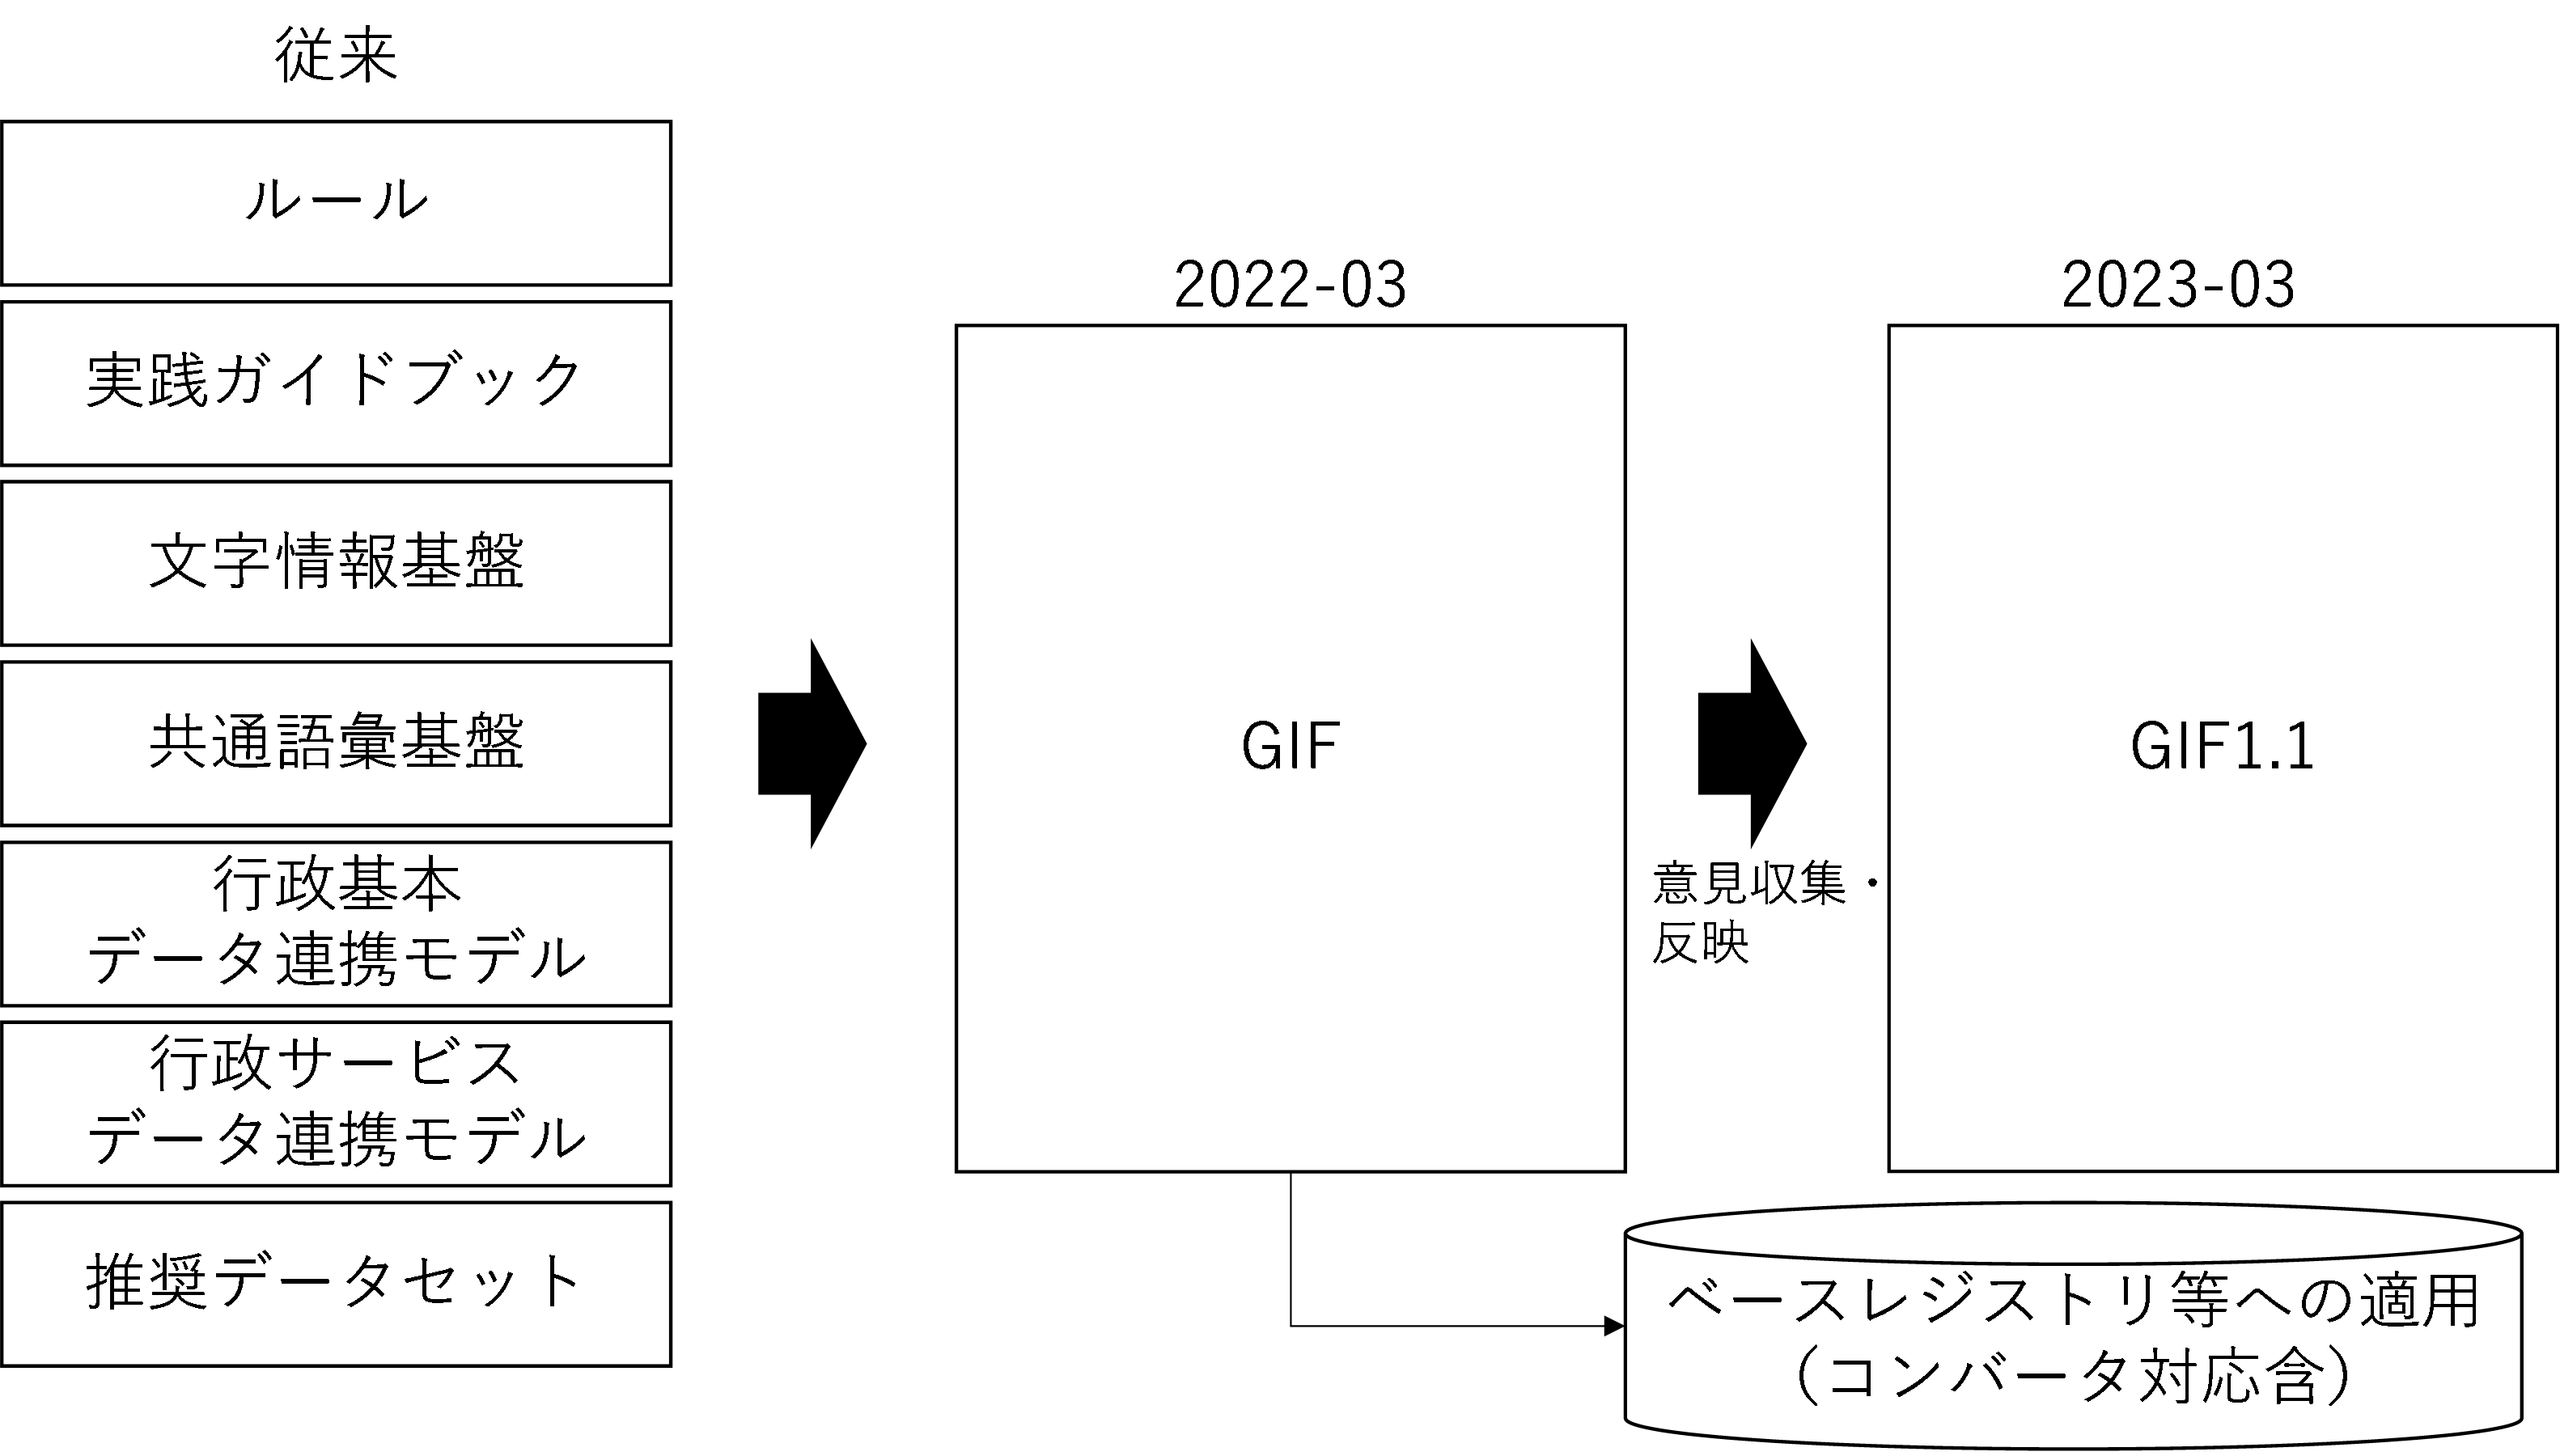 従来
ルール
実践ガイドブック
文字情報基盤
共通語彙基盤
行政基本
データ連携モデル
行政サービス
データ連携モデル
推奨データセット
2022-03
GIF
意見収集・
反映
2023-03
GIF1.1
ベースレジストリ等への適用
（コンバータ対応含）